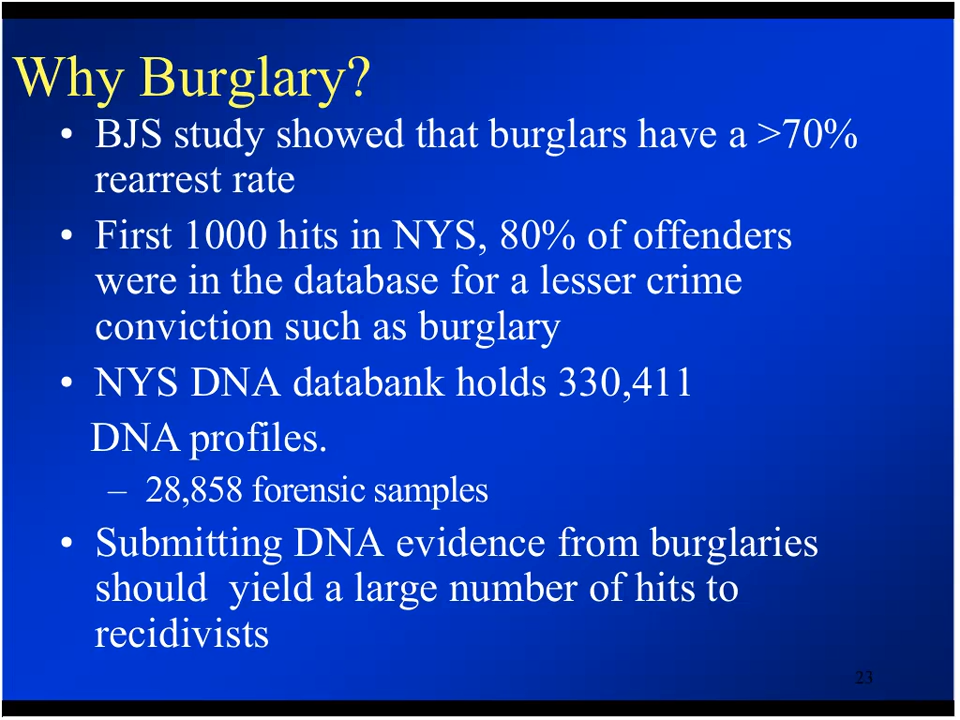 Why Burglary?
• BJS study showed that burglars have a >70%
rearrest rate
• First 1000 hits in NYS, 80% of offenders
were in the database for a lesser crime
conviction such as burglary
• NYS DNA databank holds 330,411
DNA profiles.
– 28,858 forensic samples
• Submitting DNA evidence from burglaries
should  yield a large number of hits to
recidivists
23